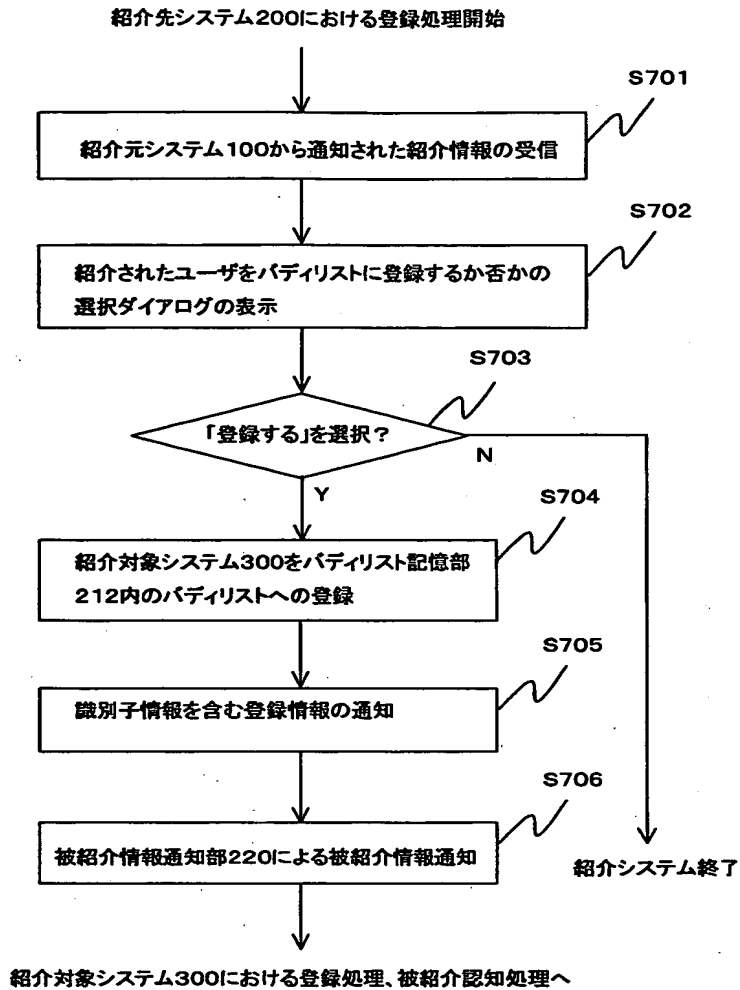 紹介先システム200における登録処理開始
S701
紹介元システム100から通知された紹介情報の受信
S702
紹介されたユーザをバディリストに登録するか否かの
選択ダイアログの表示
S703
「登録する」を選択？
N
Y
S704
紹介対象システム300をバディリスト記憶部
212内のバディリストへの登録
S705
識別子情報を含む登録情報の通知
S706
被紹介情報通知部220による被紹介情報通知
紹介システム終了
紹介対象システム300における登録処理、被紹介認知処理へ